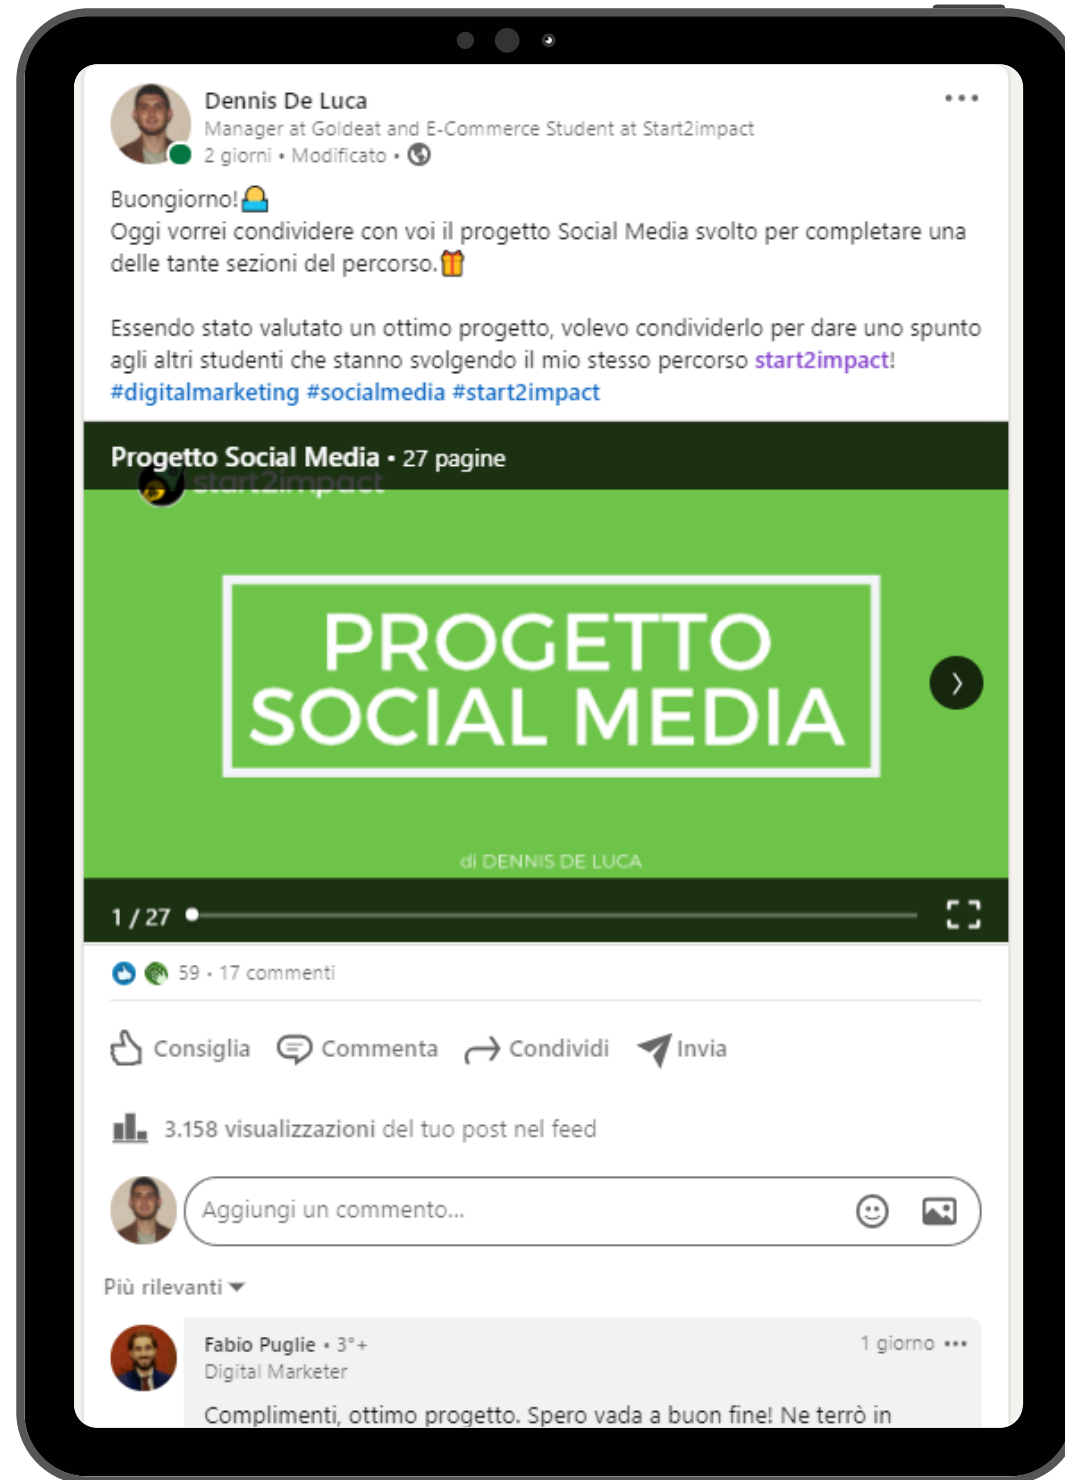 Dennis De Luca
Manager at Goldeat and E-Commerce Student at Start2impact
2 giorni • Modificato •
Buongiorno!
Oggi vorrei condividere con voi il progetto Social Media svolto per completare una
delle tante sezioni del percorso.
Essendo stato valutato un ottimo progetto, volevo condividerlo per dare uno spunto
agli altri studenti che stanno svolgendo il mio stesso percorso start2impact!
#digitalmarketing #socialmedia #start2impact
Progetto Social Media • 27 pagine
start2impact
PROGETTO
SOCIAL MEDIA
di DENNIS DE LUCA
1 / 27
59 • 17 commenti
Consiglia Commenta Condividi Invia
3.158 visualizzazioni del tuo post nel feed
Aggiungi un commento...
Più rilevanti
Fabio Puglie • 3°+ 1 giorno
Digital Marketer
Complimenti, ottimo progetto. Spero vada a buon fine! Ne terrò in